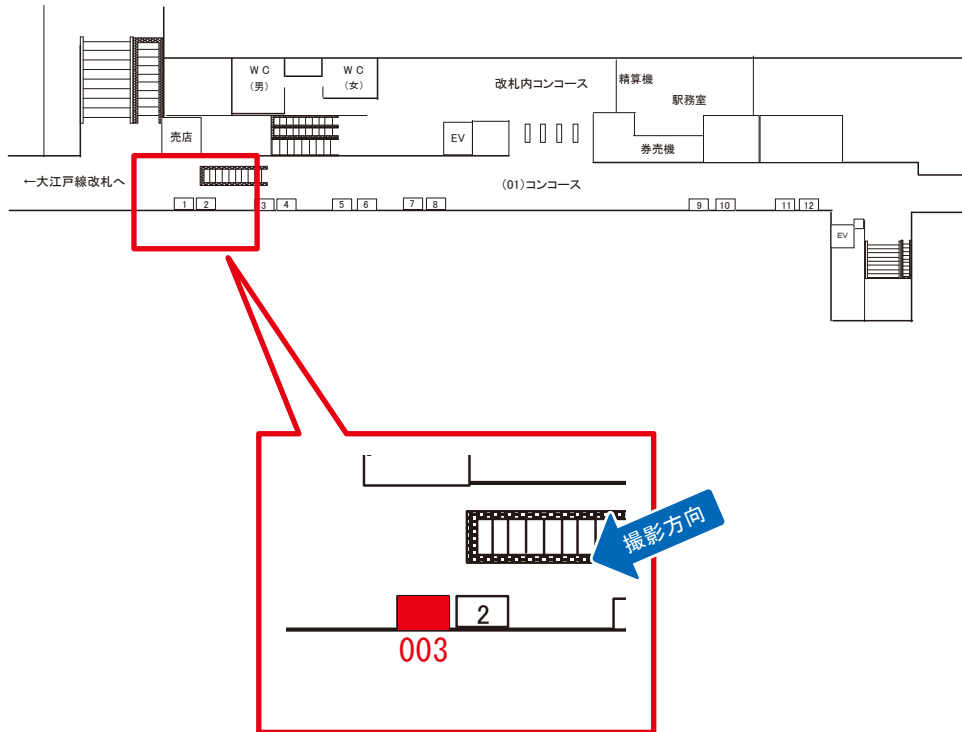 ＷＣ
（男）
ＷＣ
（女）
改札内コンコース
精算機
駅務室
売店
EV
券売機
←大江戸線改札へ
(01)コンコース
1
2
3
4
5
6
7
8
9
10
11
12
EV
撮影方向
2
003